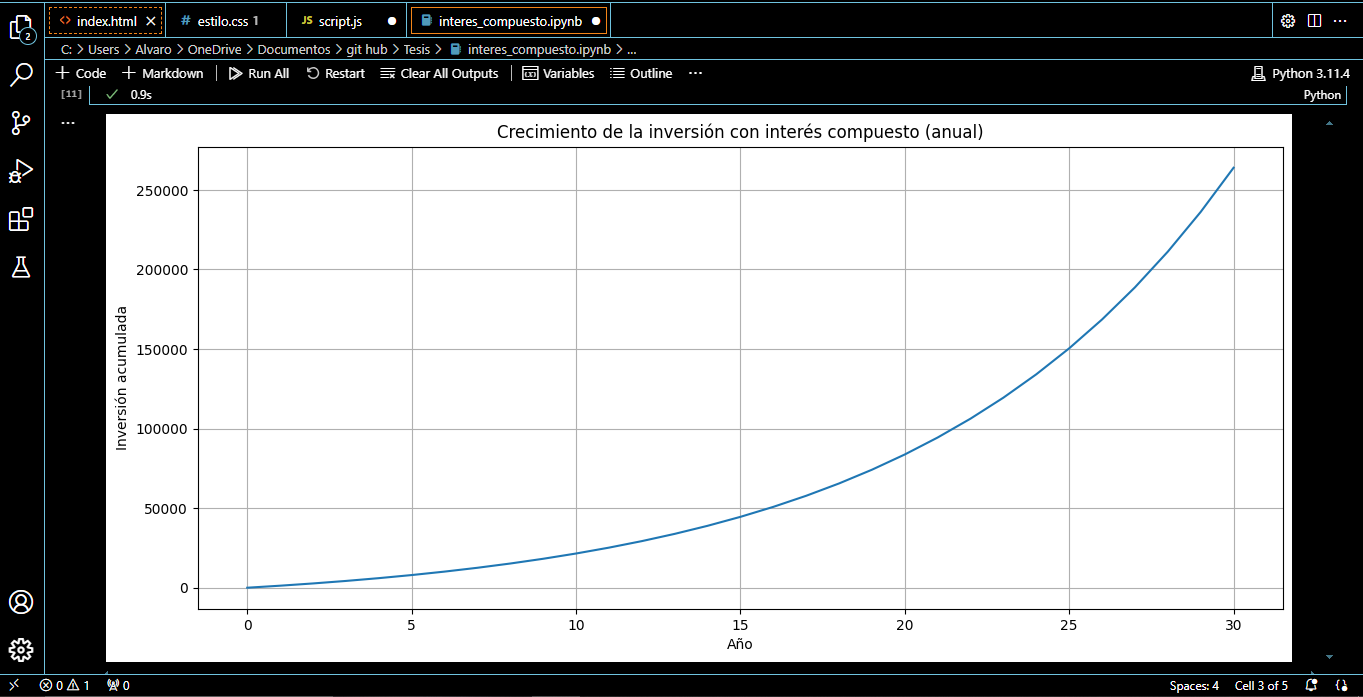 index.html # estilo.css 1 JS script.js interes_compuesto.ipynb
2
C: > Users > Alvaro > OneDrive > Documentos > git hub > Tesis > interes_compuesto.ipynb > ...
+ Code + Markdown Run All Restart Clear All Outputs Variables Outline ... Python 3.11.4
[11] 0.9s Python
...
Crecimiento de la inversión con interés compuesto (anual)
250000
200000
150000
100000
50000
0
Inversión acumulada
0 5 10 15 20 25 30
Año
0 1 0 Spaces: 4 Cell 3 of 5